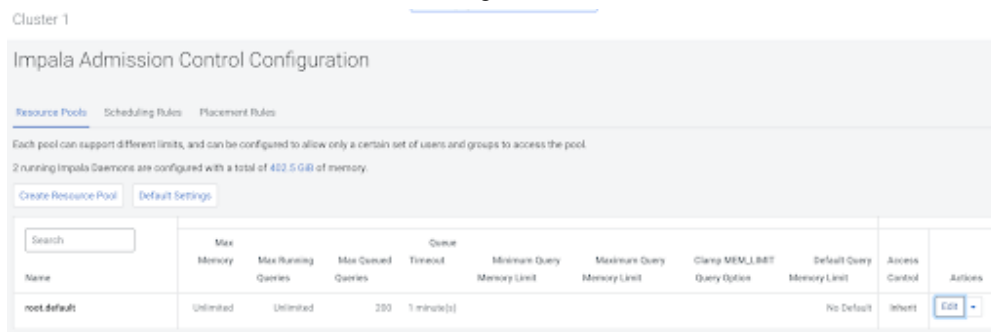 Cluster 1
Impala Admission Control Configuration
Resource Pools Scheduling Rules Placement Rules
Each pool can support different limits, and can be configured to allow only a certain set of users and groups to access the pool.
2 running Impala Daemons are configured with a total of 402.5 GiB of memory.
Create Resource Pool Default Settings
Search
Name
Max Memory
Max Running Queries
Max Queued Queries
Queue Timeout
Minimum Query Memory Limit
Maximum Query Memory Limit
Clamp MEM_LIMIT Query Option
Default Query Memory Limit
Access Control
Actions
root.default Unlimited Unlimited 200 1 minute(s) No Default Inherit Edit